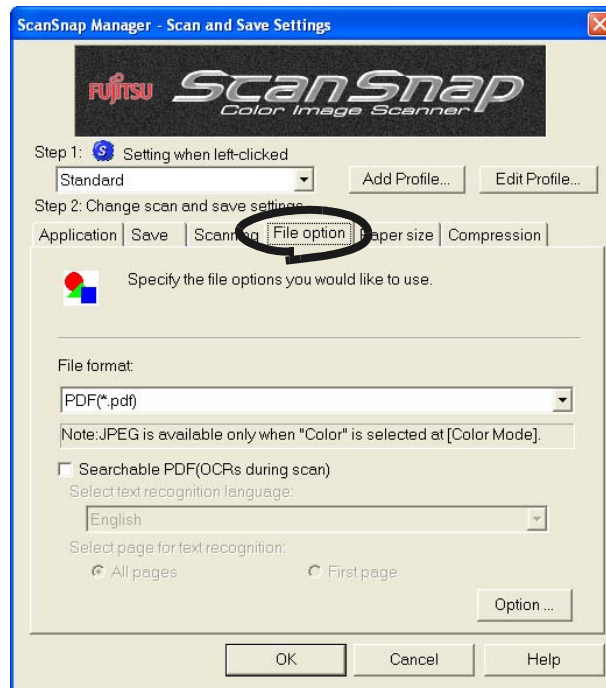 ScanSnap Manager - Scan and Save Settings
FUJITSU ScanSnap
Color Image Scanner
Step 1: S Setting when left-clicked
Standard Add Profile... Edit Profile...
Step 2: Change scan and save settings
Application Save Scanning File option Paper size Compression
Specify the file options you would like to use.
File format:
PDF(*.pdf)
Note:JPEG is available only when "Color" is selected at [Color Mode].
Searchable PDF(OCRs during scan)
Select text recognition language:
English
Select page for text recognition:
All pages First page
Option ...
OK Cancel Help